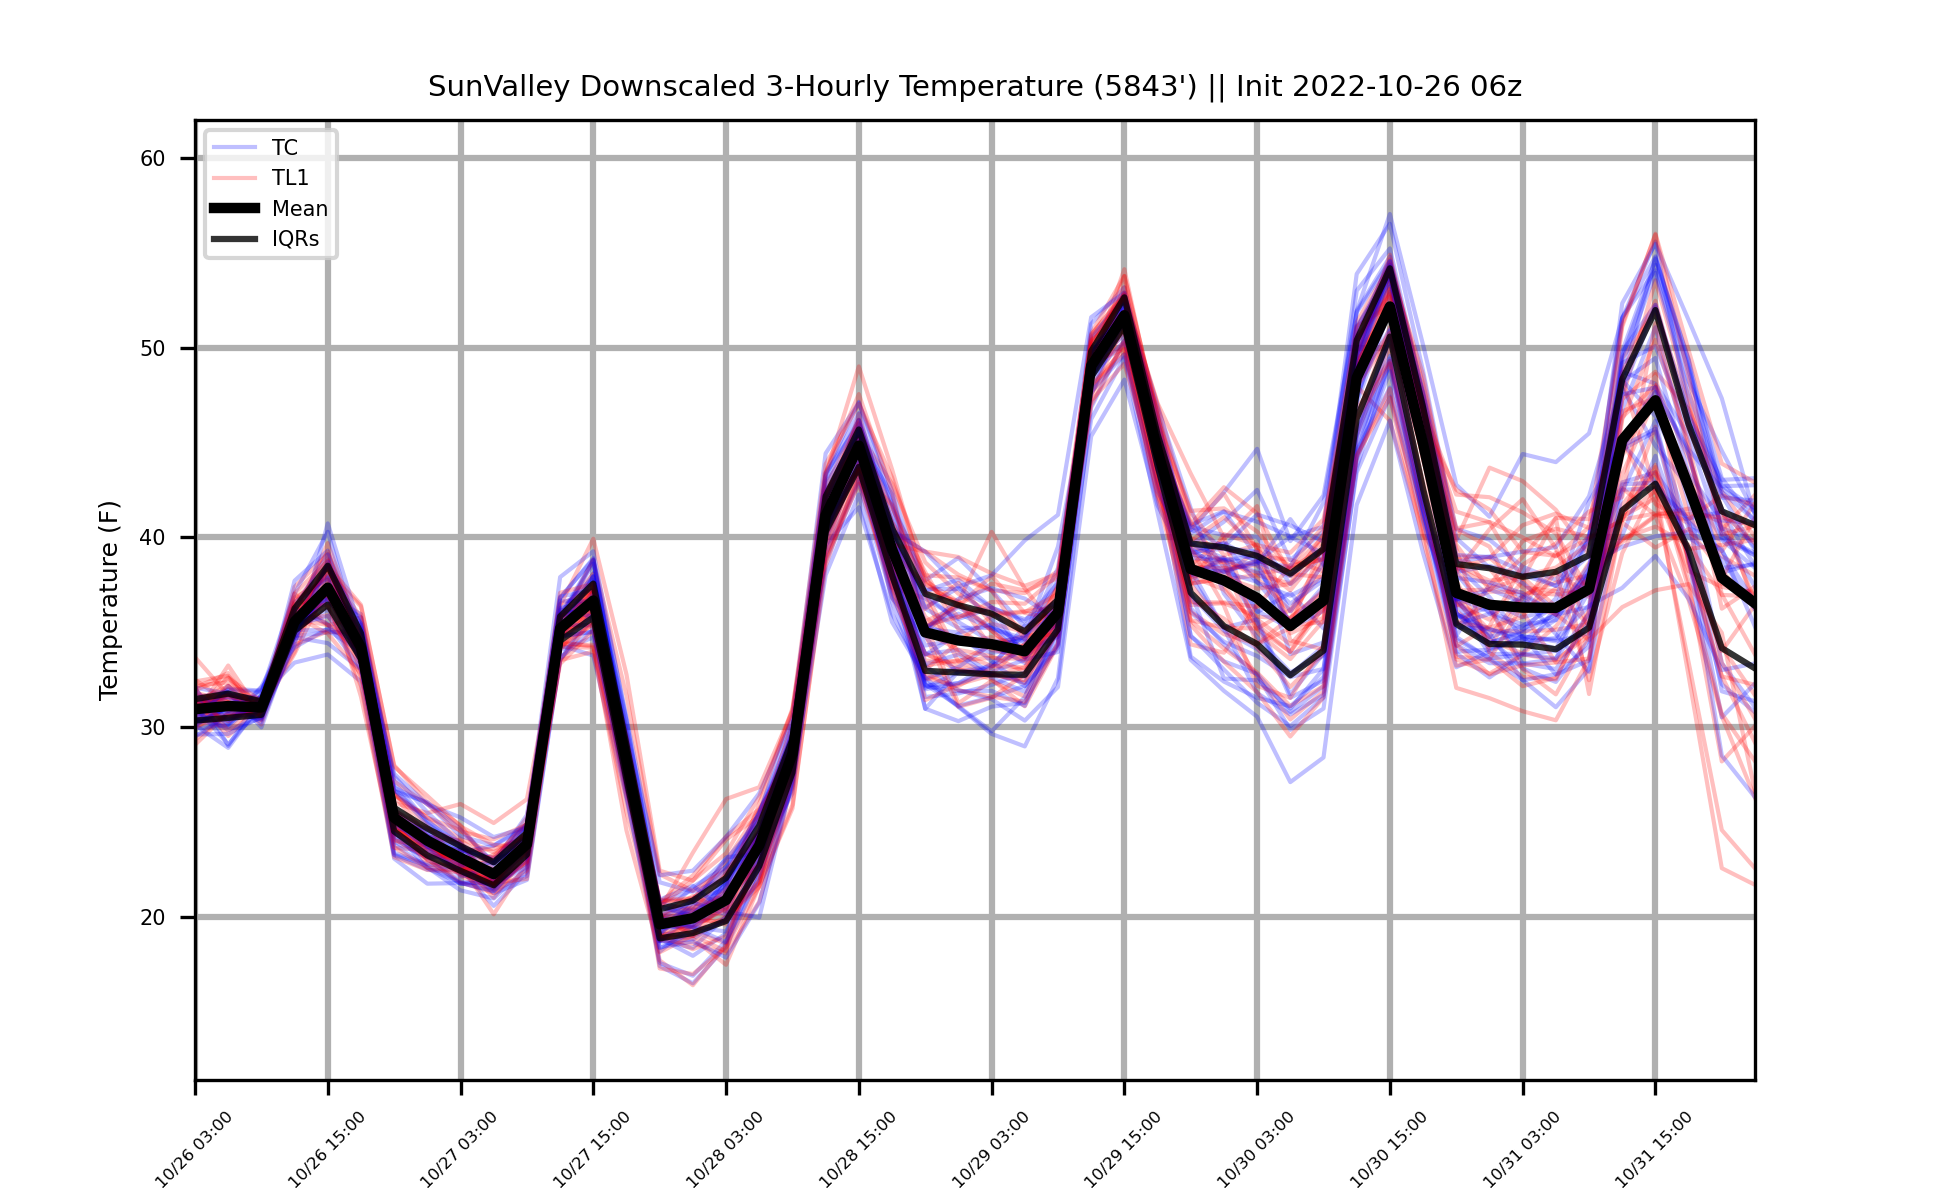 SunValley Downscaled 3-Hourly Temperature (5843') || Init 2022-10-26 06z
TC
TL1
Mean
IQRs
Temperature (F)
60
50
40
30
20
10/26 03:00
10/26 15:00
10/27 03:00
10/27 15:00
10/28 03:00
10/28 15:00
10/29 03:00
10/29 15:00
10/30 03:00
10/30 15:00
10/31 03:00
10/31 15:00